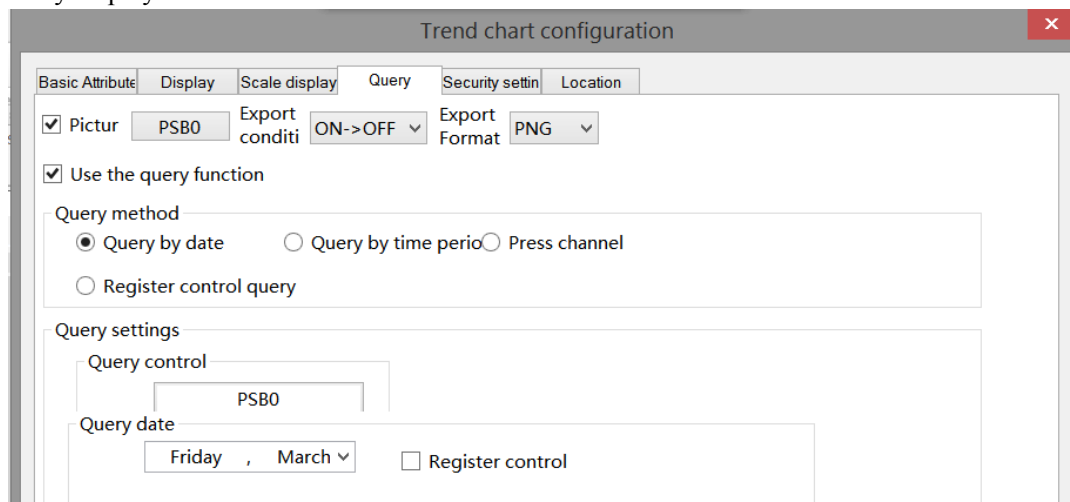 Trend chart configuration
Basic Attribute Display Scale display Query Security settin Location
Pictur PSB0 Export conditi ON->OFF Export Format PNG
Use the query function
Query method
Query by date Query by time perio Press channel
Register control query
Query settings
Query control
PSB0
Query date
Friday , March Register control